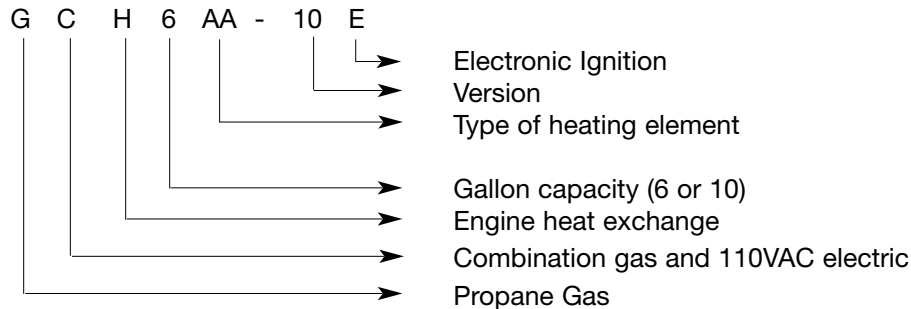 G C H 6 AA - 10 E
Electronic Ignition
Version
Type of heating element
Gallon capacity (6 or 10)
Engine heat exchange
Combination gas and 110VAC electric
Propane Gas